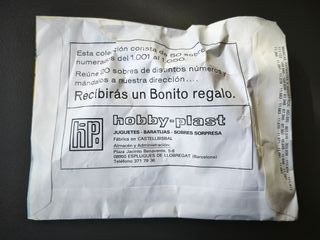 Esta colección consta de 50 sobres
numerados del 1.001 al 1.050.
Reúne 20 sobres de distintos números
mándalos a nuestra dirección....
Recibirás un Bonito regalo.
hp
hobby-plast
JUGUETES - BARATIJAS - SOBRES SORPRESA
Fábrica en CASTELLBISBAL
Almacén y Administración:
Plaza Jacinto Benavente, 5-6
08950 ESPLUGUES DE LLOBREGAT (Barcelona)
Teléfono 371 79 36